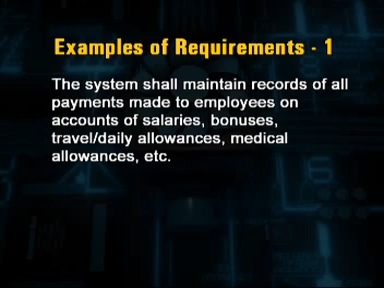 Examples of Requirements - 1
The system shall maintain records of all
payments made to employees on
accounts of salaries, bonuses,
travel/daily allowances, medical
allowances, etc.